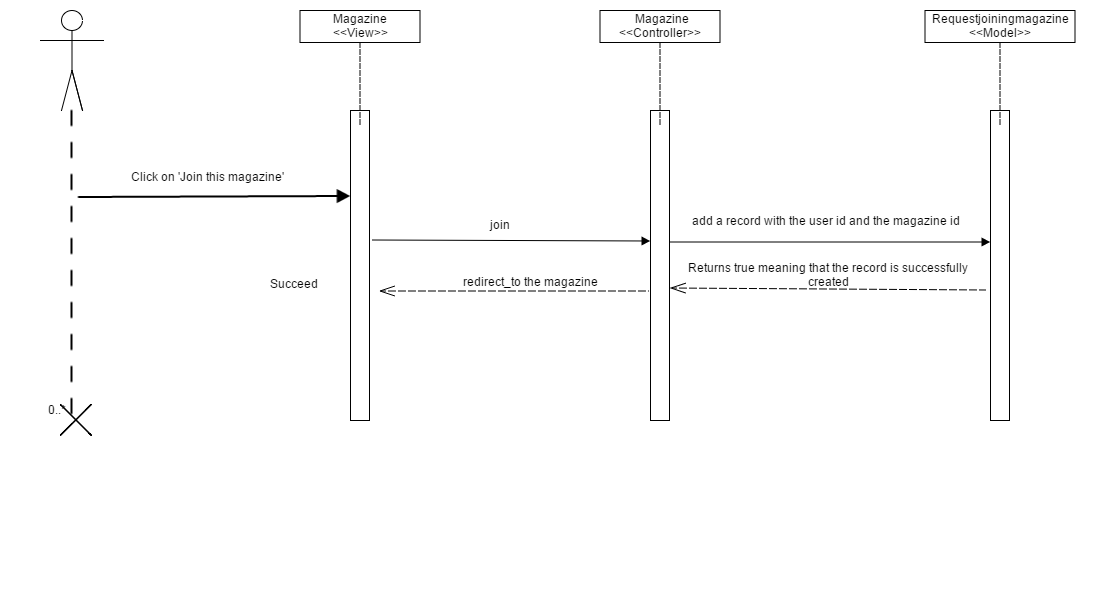 Magazine
<<View>>
Magazine
<<Controller>>
Requestjoiningmagazine
<<Model>>
Click on 'Join this magazine'
join
add a record with the user id and the magazine id
Returns true meaning that the record is successfully
created
Succeed
redirect_to the magazine
0..*